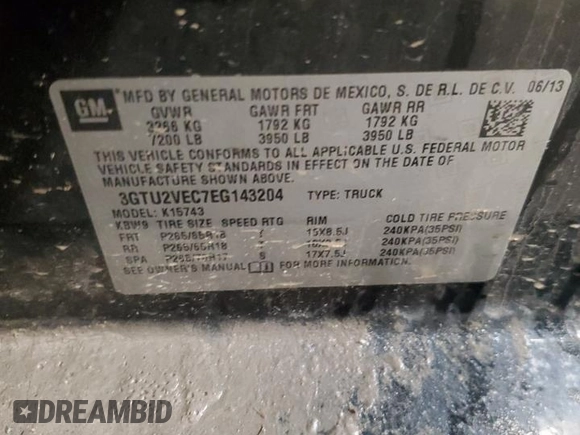 GM
MFD BY GENERAL MOTORS DE MEXICO, S. DE R.L. DE C.V. 06/13
GVWR GAWR FRT GAWR RR
3266 KG 1792 KG 1792 KG
7200 LB 3950 LB 3950 LB
THIS VEHICLE CONFORMS TO ALL APPLICABLE U.S. FEDERAL MOTOR
VEHICLE SAFETY STANDARDS IN EFFECT ON THE DATE OF
MANUFACTURE SHOWN ABOVE.
3GTU2VEC7EG143204 TYPE: TRUCK
MODEL: K15743
TIRE SIZE SPEED RTG RIM COLD TIRE PRESSURE
FRT 240KPA(35PSI)
RR P265/65R18 240KPA(35PSI)
SPA S 17X7.5J 240KPA(35PSI)
SEE OWNER'S MANUAL FOR MORE INFORMATION.
DREAMBID